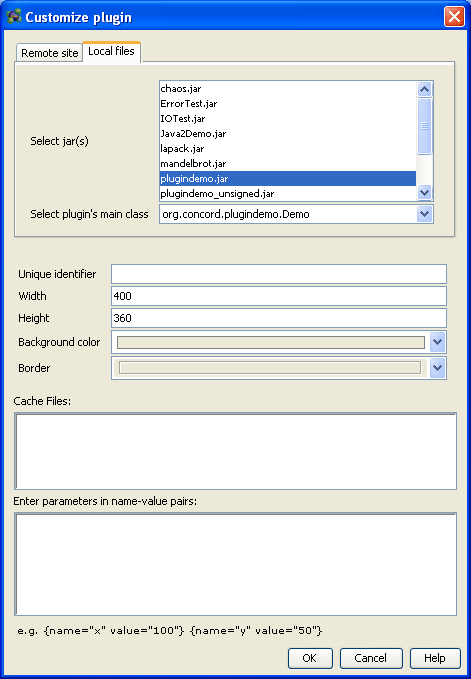 Customize plugin
Remote site
Local files
Select jar(s)
chaos.jar
ErrorTest.jar
IOTest.jar
Java2Demo.jar
lapack.jar
mandelbrot.jar
plugindemo.jar
plugindemo_unsigned.jar
Select plugin's main class
org.concord.plugindemo.Demo
Unique identifier
Width
400
Height
360
Background color
Border
Cache Files:
Enter parameters in name-value pairs:
e.g. {name="x" value="100"} {name="y" value="50"}
OK
Cancel
Help